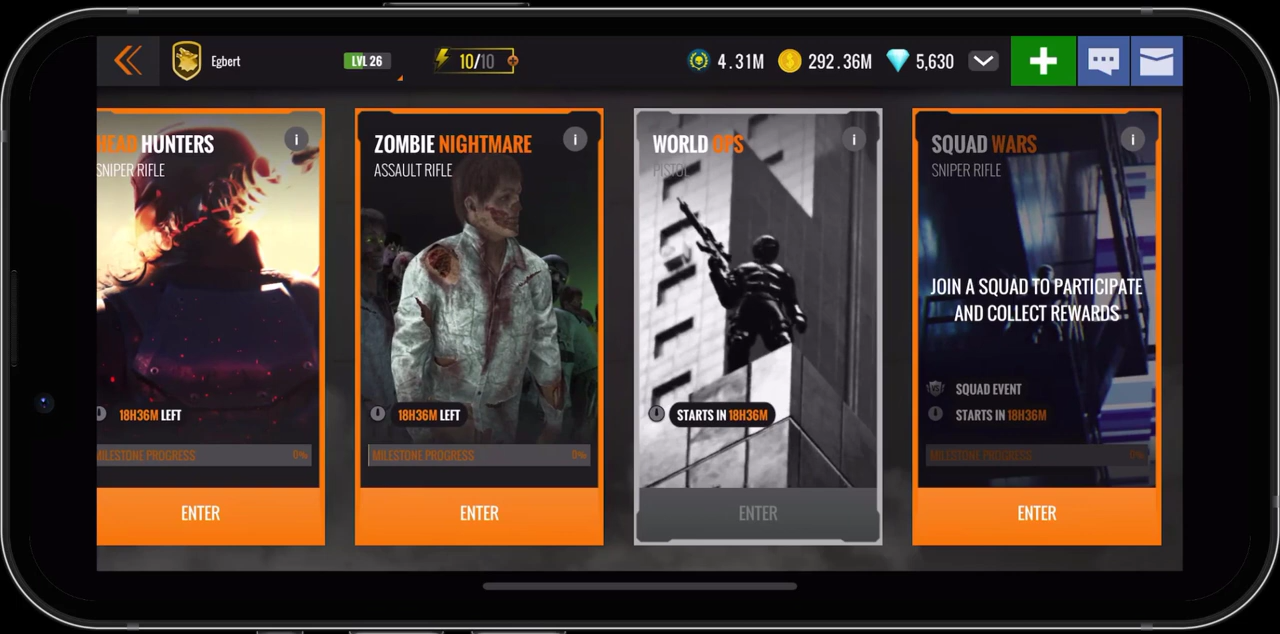 Egbert
LVL 26
10/10
4.31M
292.36M
5,630
HEAD HUNTERS
SNIPER RIFLE
18H36M LEFT
MILESTONE PROGRESS 0%
ENTER
ZOMBIE NIGHTMARE
ASSAULT RIFLE
18H36M LEFT
MILESTONE PROGRESS 0%
ENTER
WORLD OPS
PISTOL
STARTS IN 18H36M
ENTER
SQUAD WARS
SNIPER RIFLE
JOIN A SQUAD TO PARTICIPATE
AND COLLECT REWARDS
SQUAD EVENT
STARTS IN 18H36M
MILESTONE PROGRESS 0%
ENTER